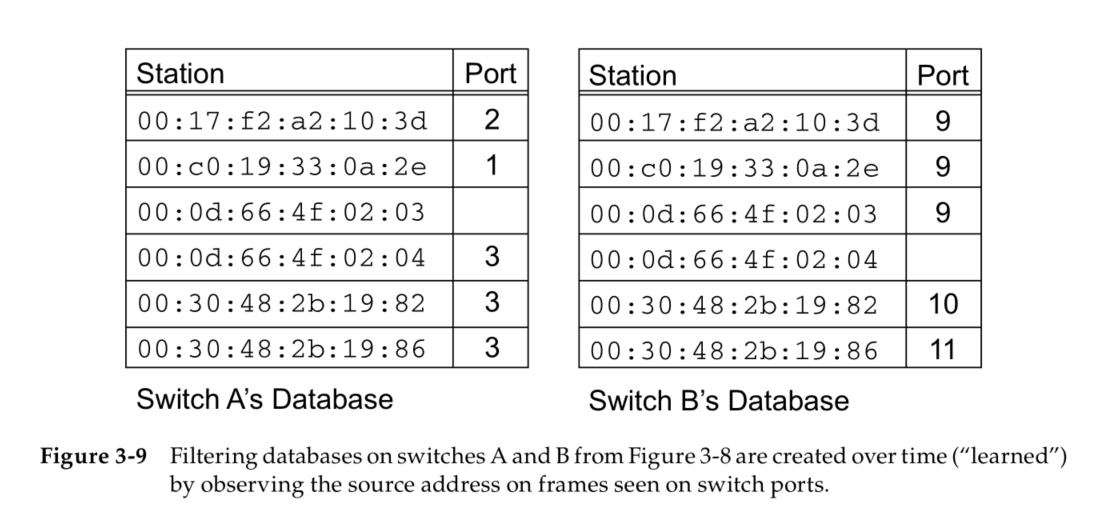 Station Port
00:17:f2:a2:10:3d 2
00:c0:19:33:0a:2e 1
00:0d:66:4f:02:03
00:0d:66:4f:02:04 3
00:30:48:2b:19:82 3
00:30:48:2b:19:86 3
Switch A’s Database
Station Port
00:17:f2:a2:10:3d 9
00:c0:19:33:0a:2e 9
00:0d:66:4f:02:03 9
00:0d:66:4f:02:04
00:30:48:2b:19:82 10
00:30:48:2b:19:86 11
Switch B’s Database
Figure 3-9 Filtering databases on switches A and B from Figure 3-8 are created over time (“learned”)
by observing the source address on frames seen on switch ports.